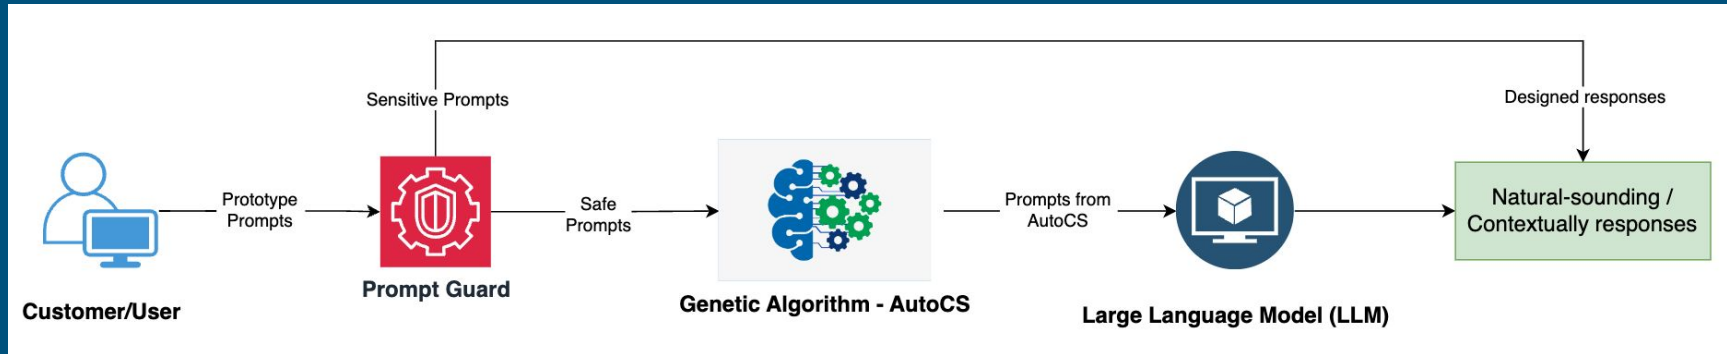 Sensitive Prompts
Designed responses
Prototype
Prompts
Safe
Prompts
Prompts from
AutoCS
Natural-sounding /
Contextually responses
Customer/User
Prompt Guard
Genetic Algorithm - AutoCS
Large Language Model (LLM)